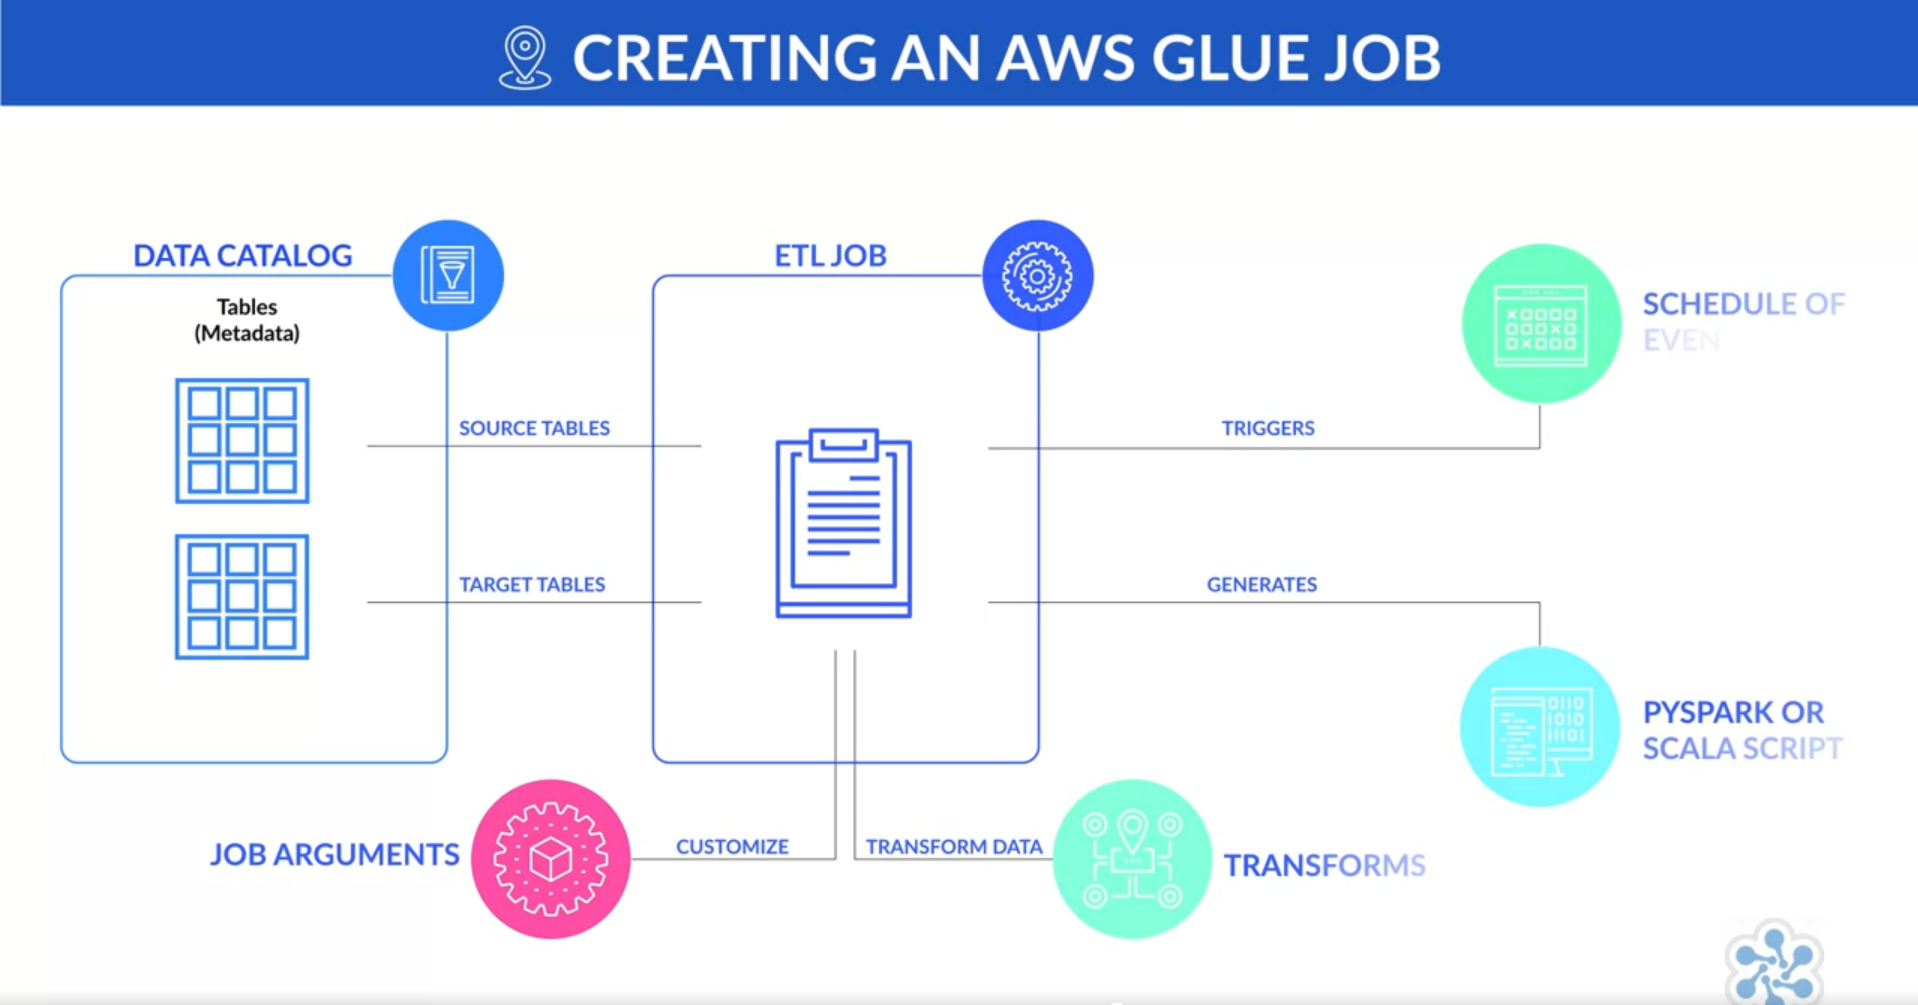 CREATING AN AWS GLUE JOB
DATA CATALOG
Tables
(Metadata)
SOURCE TABLES
TARGET TABLES
ETL JOB
TRIGGERS
GENERATES
SCHEDULE OF
EVEN
PYSPARK OR
SCALA SCRIPT
JOB ARGUMENTS
CUSTOMIZE
TRANSFORM DATA
TRANSFORMS